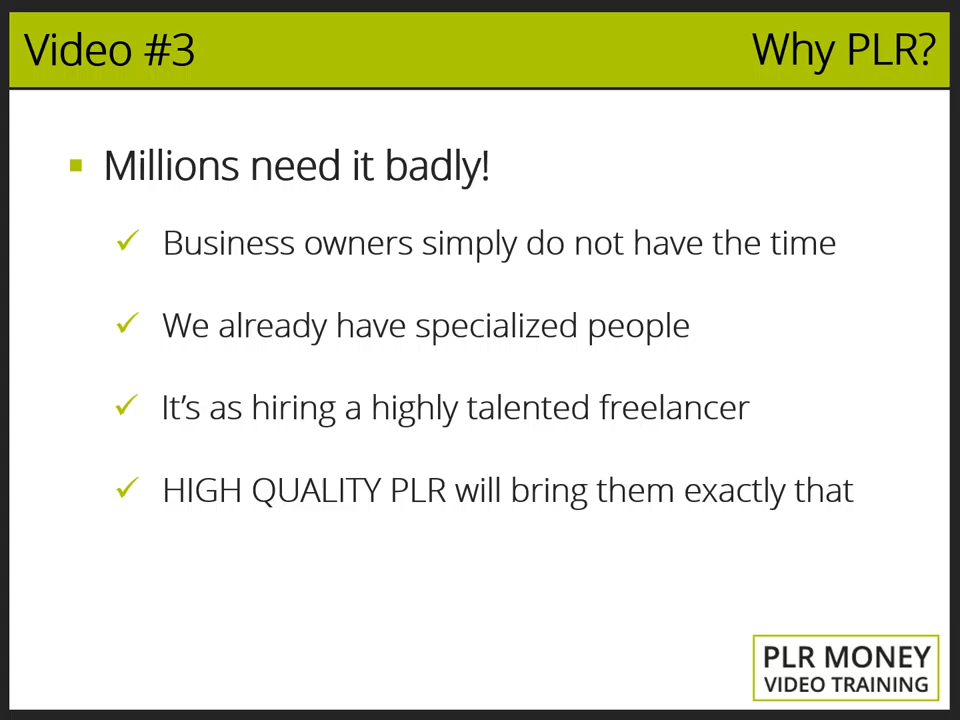 Video #3
Why PLR?
Millions need it badly!
Business owners simply do not have the time
We already have specialized people
It's as hiring a highly talented freelancer
HIGH QUALITY PLR will bring them exactly that
PLR MONEY
VIDEO TRAINING